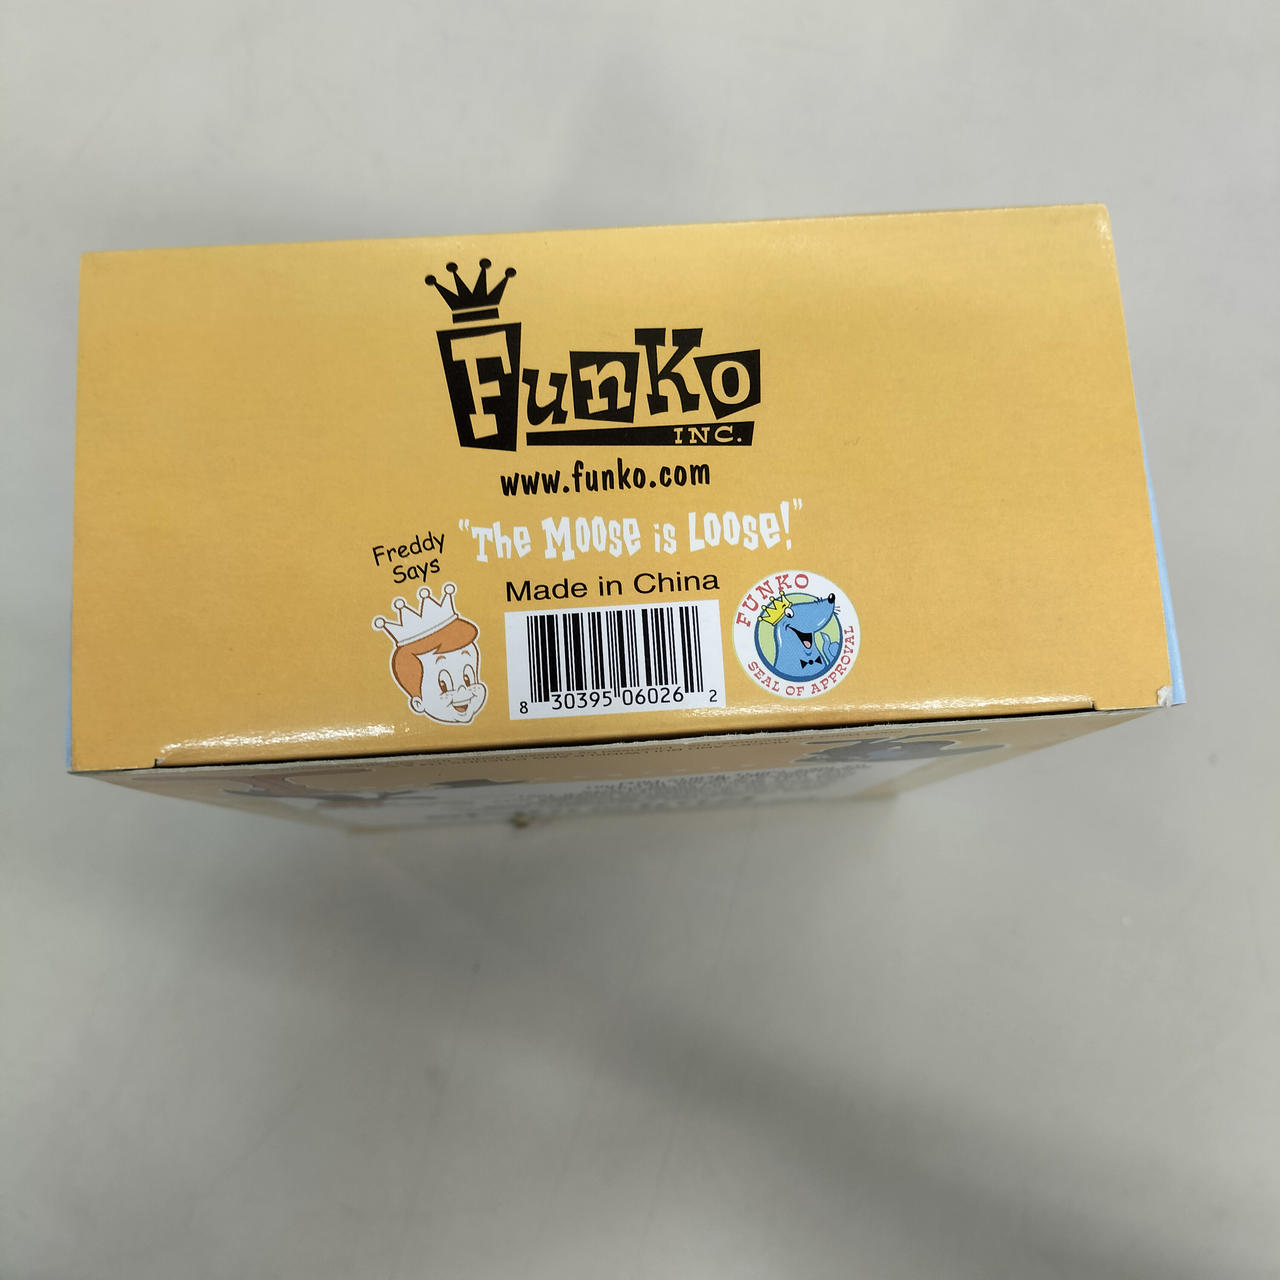 Funko
INC.
www.funko.com
Freddy
Says
"The Moose is Loose!"
Made in China
8 30395 06026 2
FUNKO
SEAL OF APPROVAL